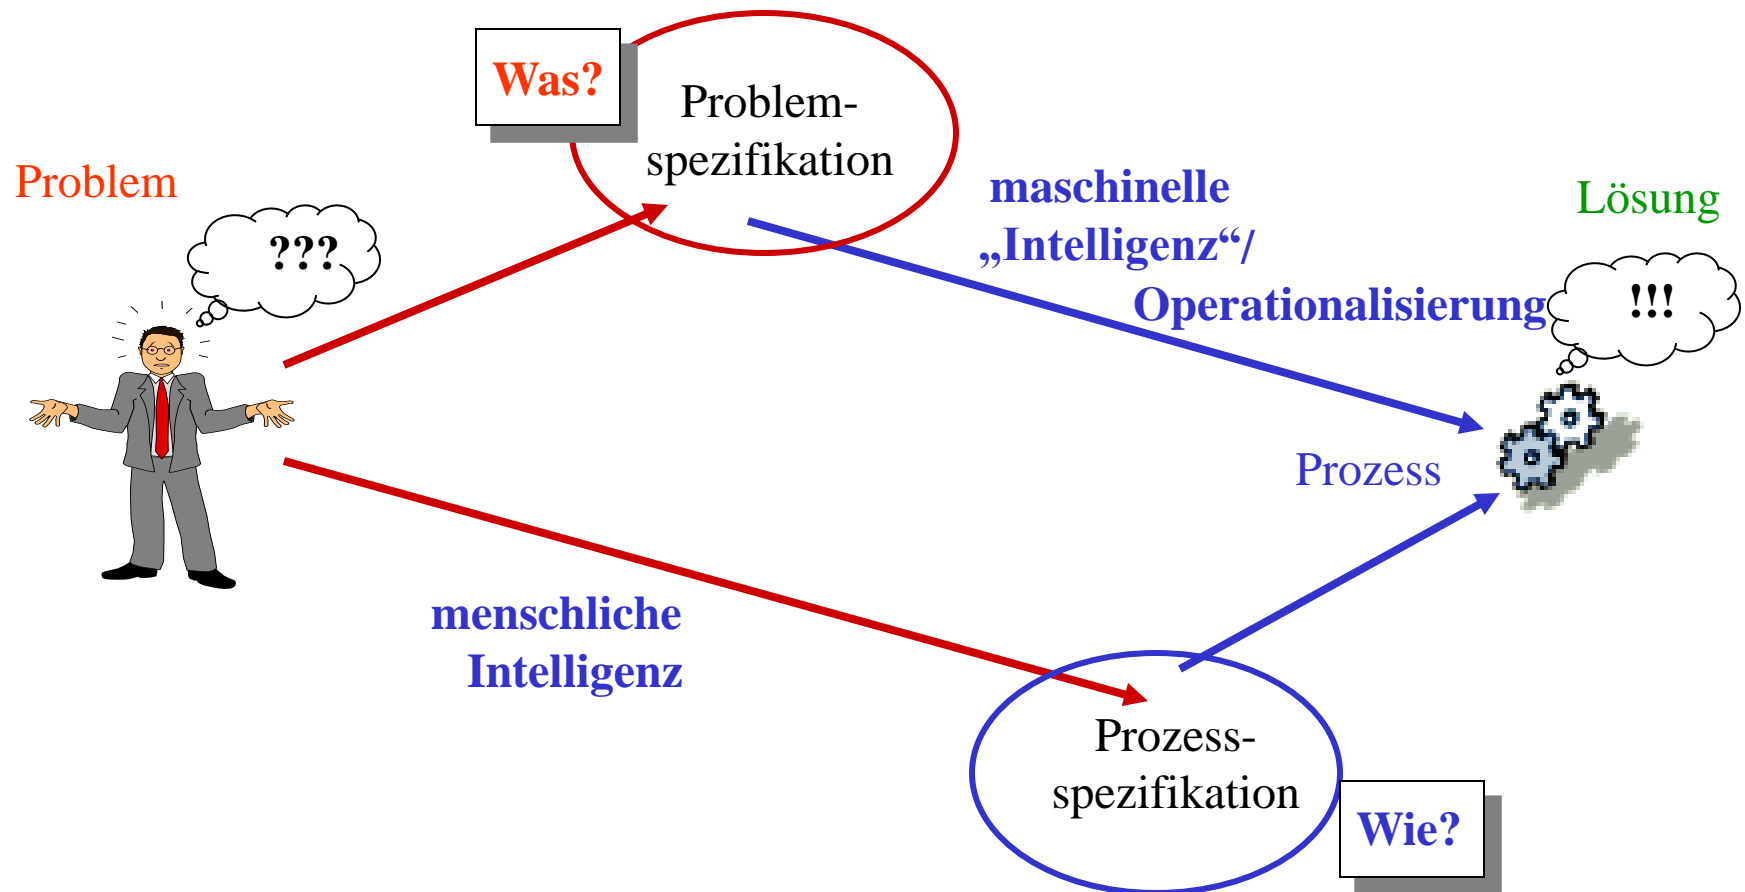 Was?
Problem-
spezifikation
Problem
???
maschinelle
„Intelligenz“/
Operationalisierung
Lösung
!!!
Prozess
menschliche
Intelligenz
Prozess-
spezifikation
Wie?